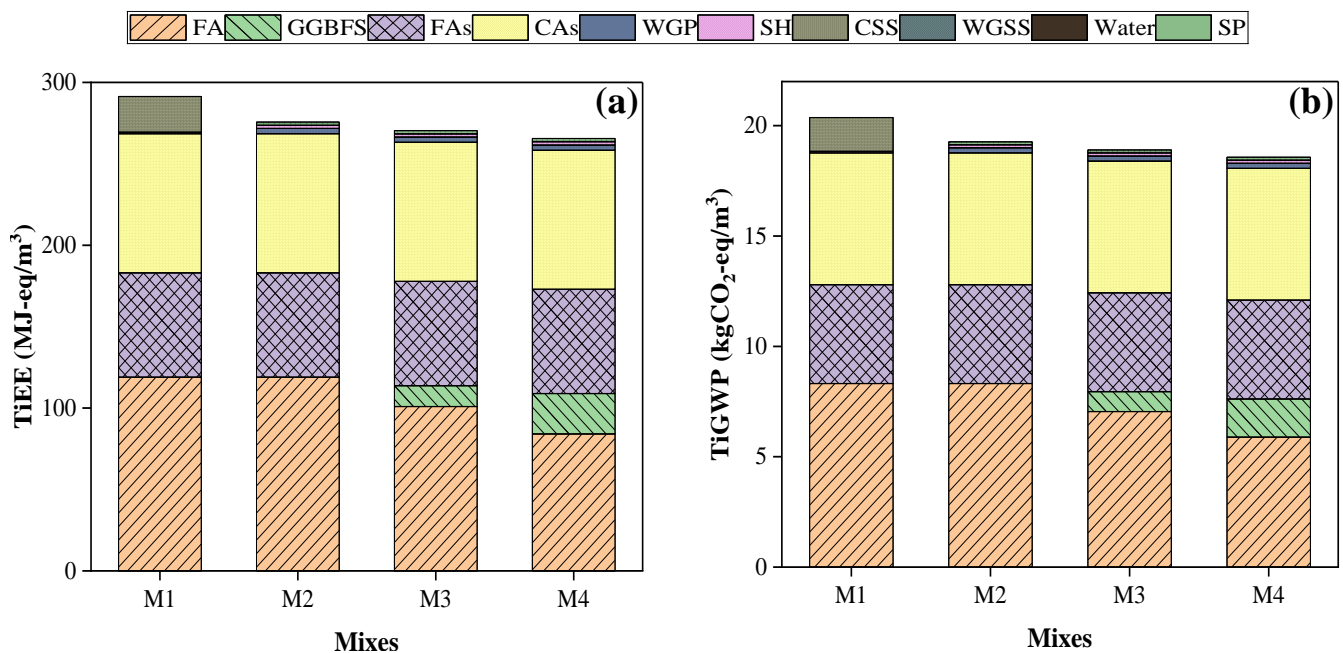 FA GGBFS FAs CAs WGP SH CSS WGSS Water SP
(a)
TiEE (MJ-eq/m³)
300
200
100
0
M1 M2 M3 M4
Mixes
(b)
TiGWP (kgCO₂-eq/m³)
20
15
10
5
0
M1 M2 M3 M4
Mixes